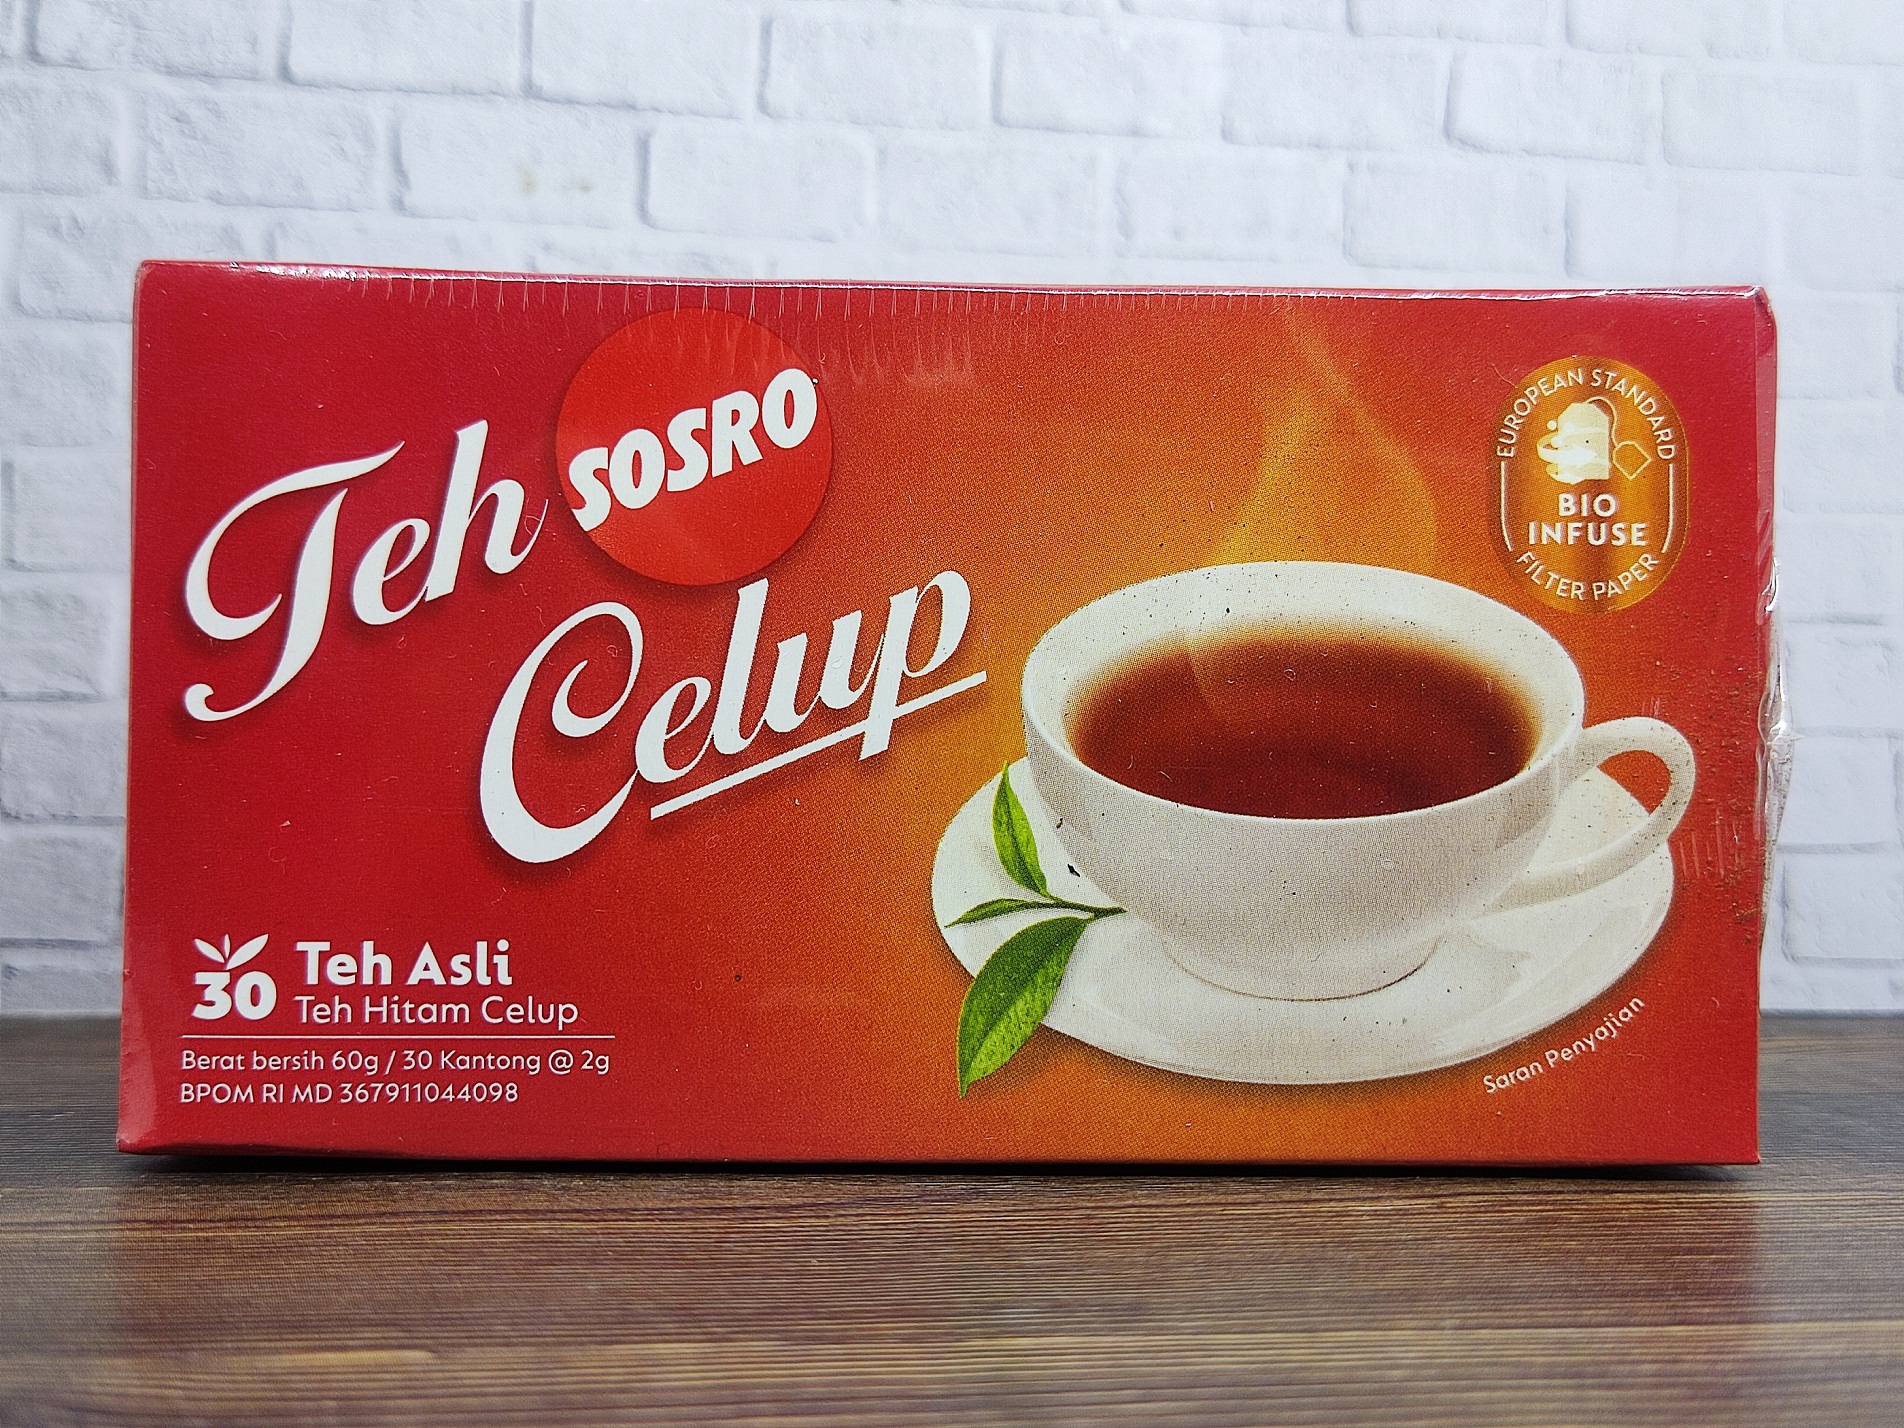 Teh SOSRO
Celup
EUROPEAN STANDARD
BIO
INFUSE
FILTER PAPER
30 Teh Asli
Teh Hitam Celup
Berat bersih 60g / 30 Kantong @ 2g
BPOM RI MD 367911044098
Saran Penyajian